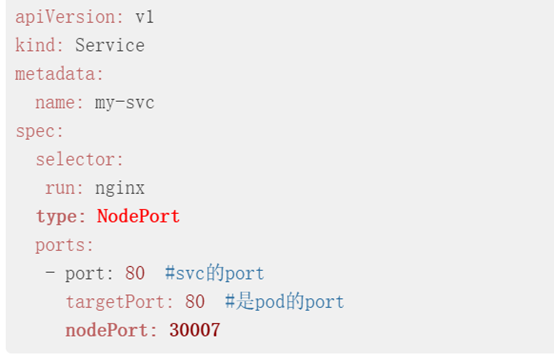 apiVersion: v1
kind: Service
metadata:
  name: my-svc
spec:
  selector:
   run: nginx
  type: NodePort
  ports:
   - port: 80  #svc的port
     targetPort: 80  #是pod的port
     nodePort: 30007